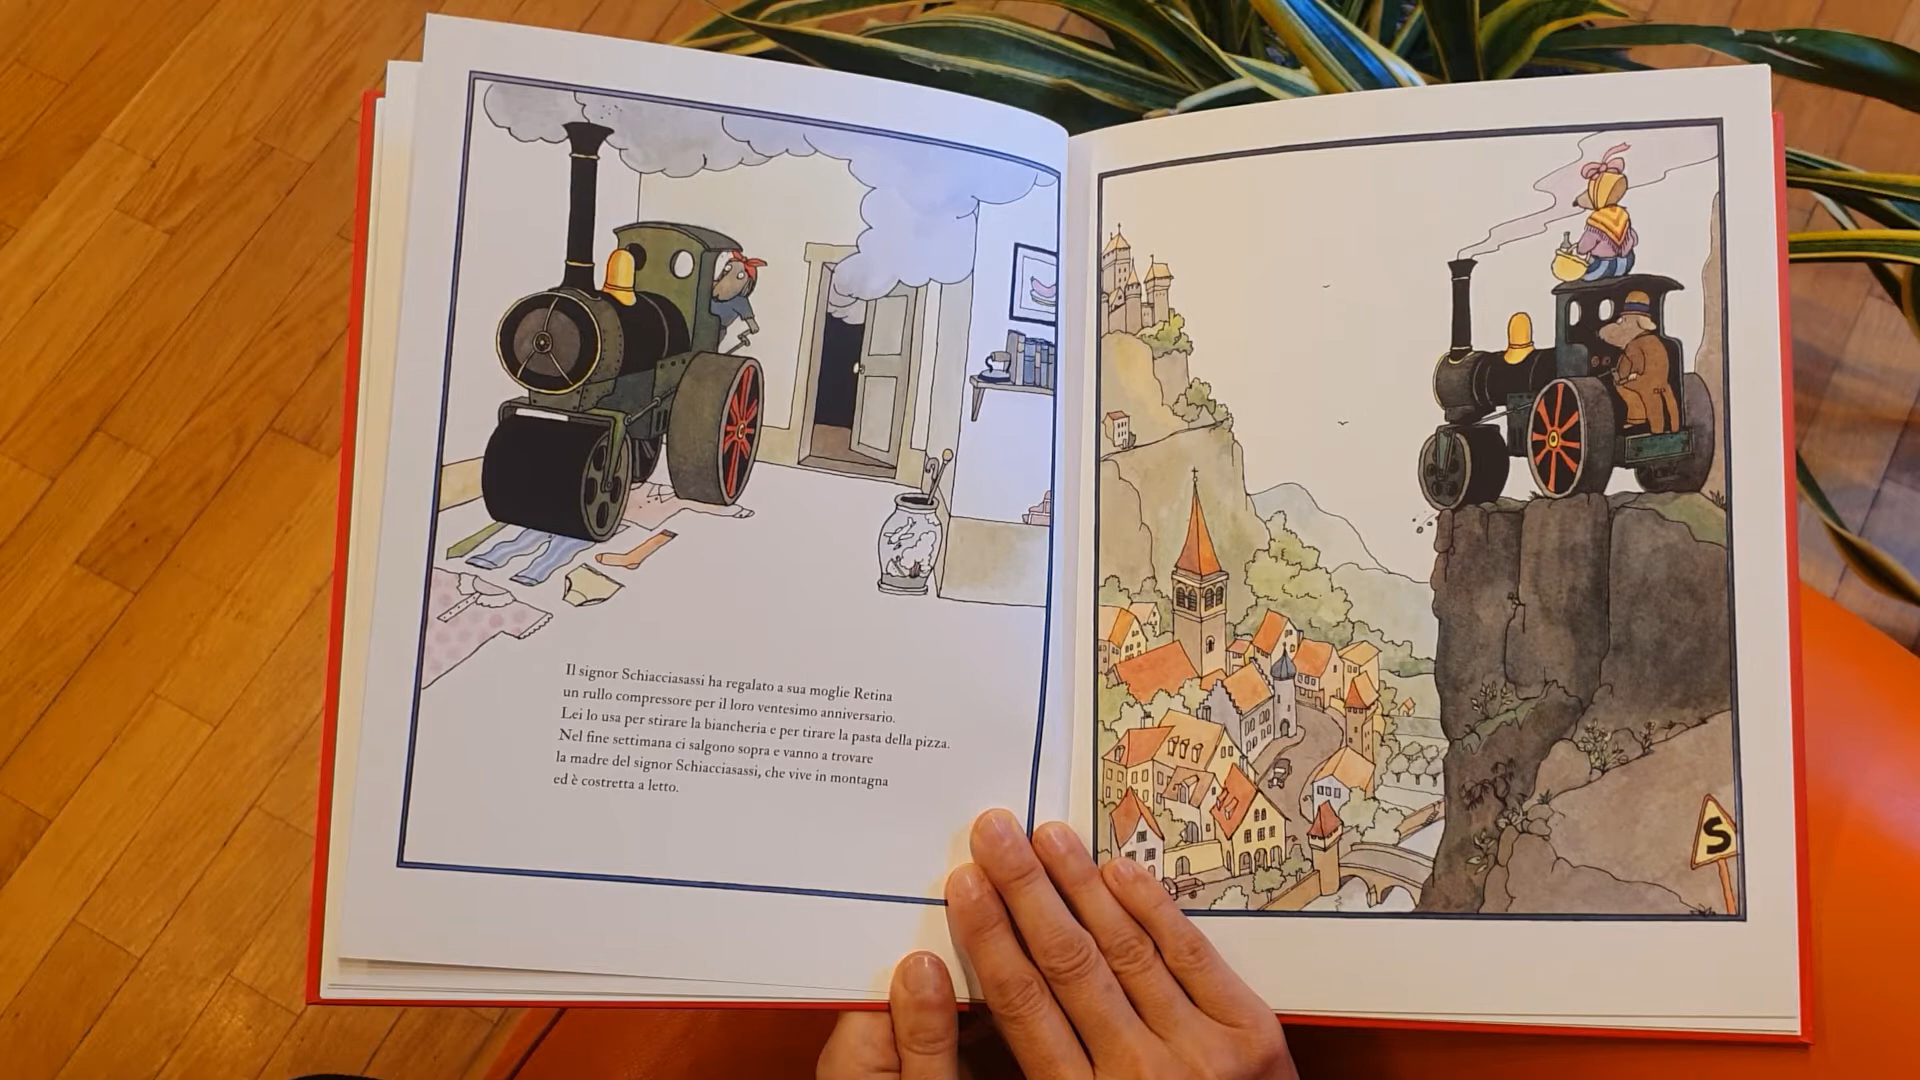 Il signor Schiacciasassi ha regalato a sua moglie Retina
un rullo compressore per il loro ventesimo anniversario.
Lei lo usa per stirare la biancheria e per tirare la pasta della pizza.
Nel fine settimana ci salgono sopra e vanno a trovare
la madre del signor Schiacciasassi, che vive in montagna
ed è costretta a letto.
S